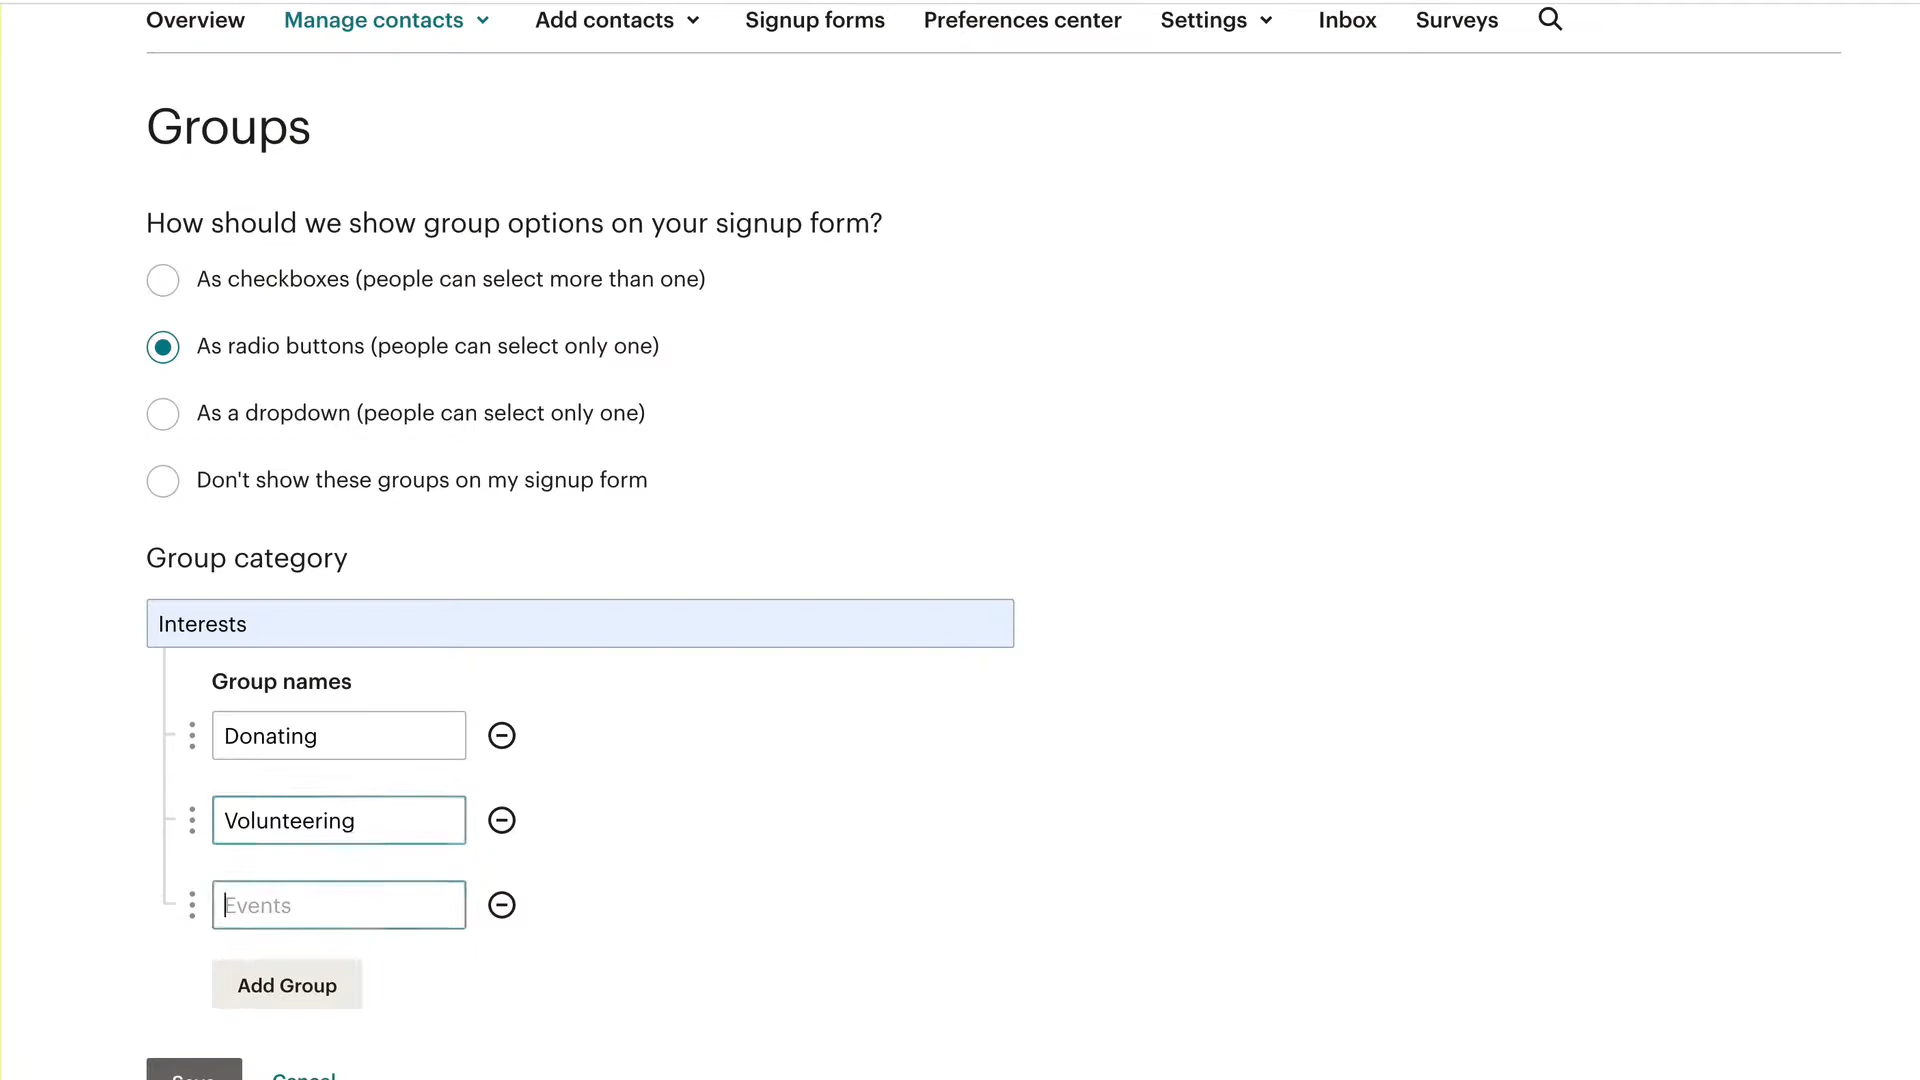 Overview Manage contacts Add contacts Signup forms Preferences center Settings Inbox Surveys
Groups
How should we show group options on your signup form?
As checkboxes (people can select more than one)
As radio buttons (people can select only one)
As a dropdown (people can select only one)
Don't show these groups on my signup form
Group category
Interests
Group names
Donating
Volunteering
Events
Add Group
Save Cancel